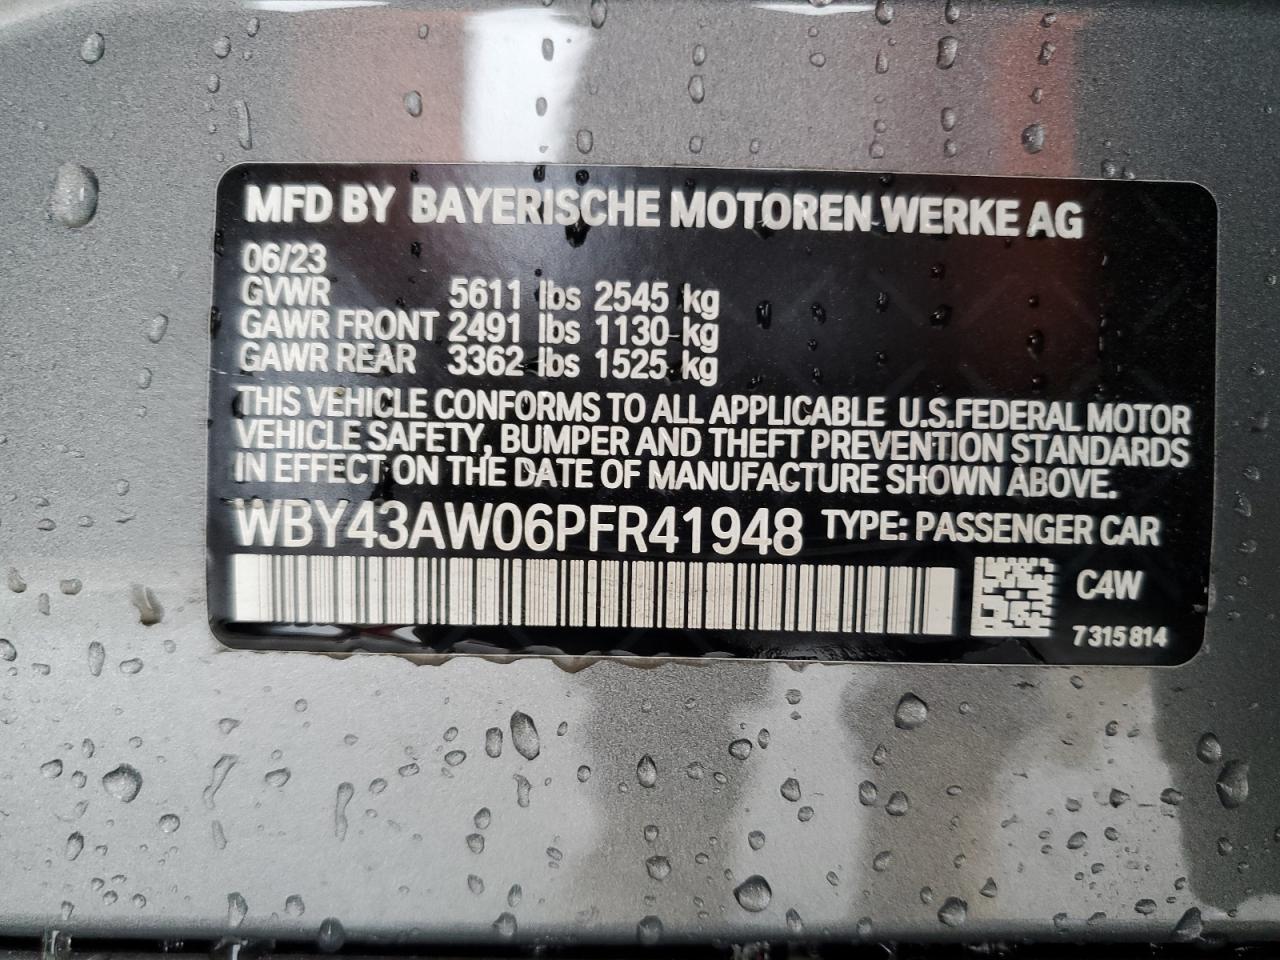 MFD BY BAYERISCHE MOTOREN WERKE AG
06/23
GVWR 5611 lbs 2545 kg
GAWR FRONT 2491 lbs 1130 kg
GAWR REAR 3362 lbs 1525 kg
THIS VEHICLE CONFORMS TO ALL APPLICABLE U.S.FEDERAL MOTOR
VEHICLE SAFETY, BUMPER AND THEFT PREVENTION STANDARDS
IN EFFECT ON THE DATE OF MANUFACTURE SHOWN ABOVE.
WBY43AW06PFR41948 TYPE: PASSENGER CAR
C4W
7 315 814